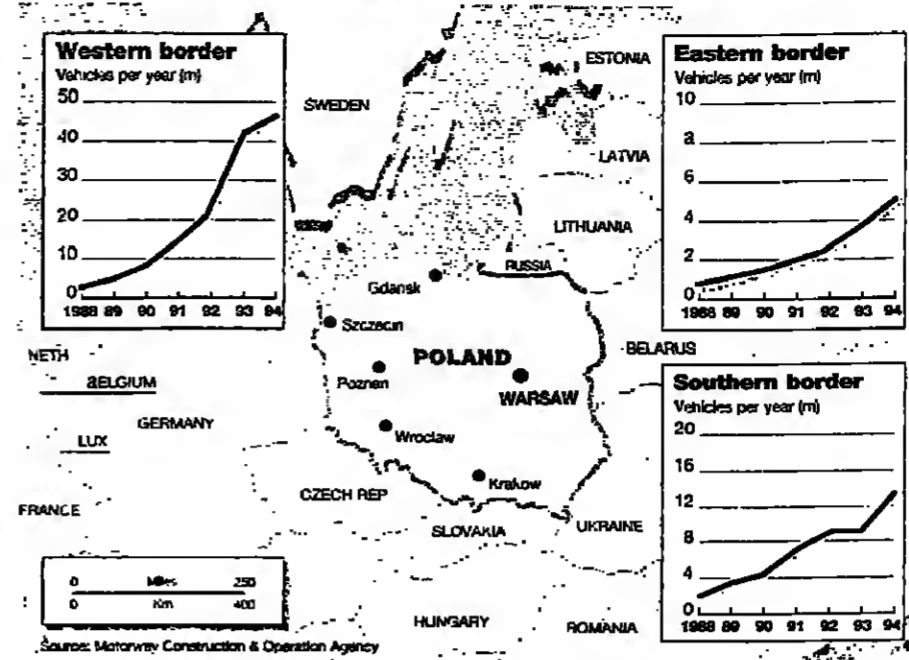 Western border
Vehicles per year (m)
50
40
30
20
10
0
1988 89 90 91 92 93 94
SWEDEN
ESTONIA
LATVIA
LITHUANIA
RUSSIA
Eastern border
Vehicles per year (m)
10
8
6
4
2
0
1988 89 90 91 92 93 94
Gdansk
Szczecin
NETH
BELGIUM
POLAND
BELARUS
Poznan
WARSAW
GERMANY
LUX
Wroclaw
Krakow
FRANCE
CZECH REP
SLOVAKIA
UKRAINE
Southern border
Vehicles per year (m)
20
16
12
8
4
0
1988 89 90 91 92 93 94
0 Miles 250
0 Km 400
HUNGARY
ROMANIA
Source: Motorway Construction & Operation Agency